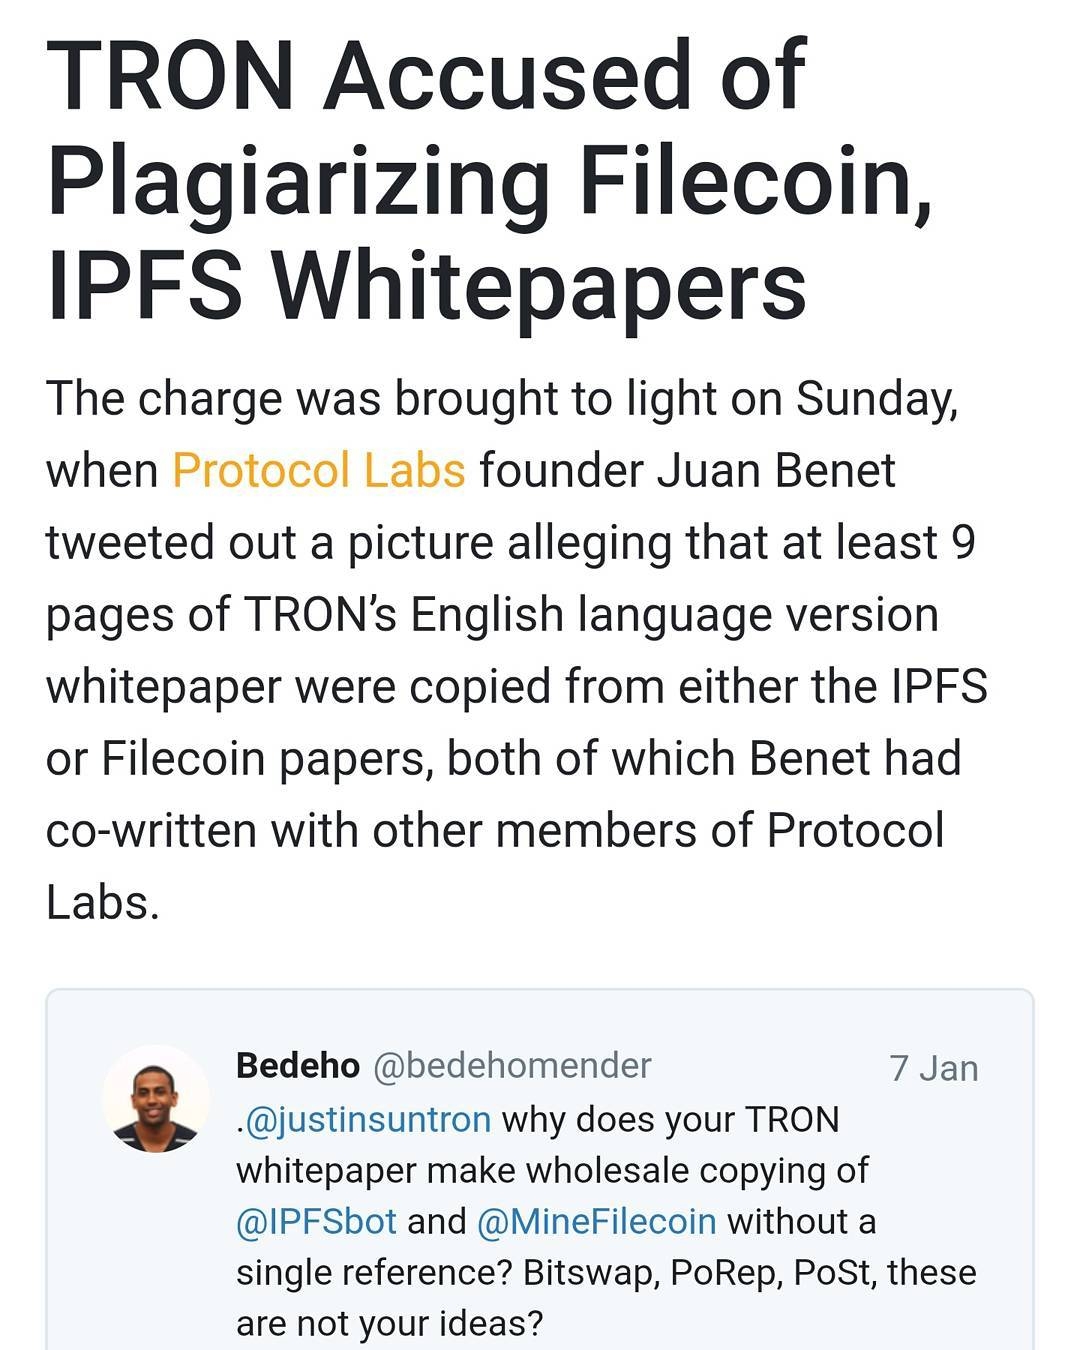 TRON Accused of
Plagiarizing Filecoin,
IPFS Whitepapers
The charge was brought to light on Sunday,
when Protocol Labs founder Juan Benet
tweeted out a picture alleging that at least 9
pages of TRON’s English language version
whitepaper were copied from either the IPFS
or Filecoin papers, both of which Benet had
co-written with other members of Protocol
Labs.
Bedeho @bedehomender 7 Jan
.@justinsuntron why does your TRON
whitepaper make wholesale copying of
@IPFSbot and @MineFilecoin without a
single reference? Bitswap, PoRep, PoSt, these
are not your ideas?